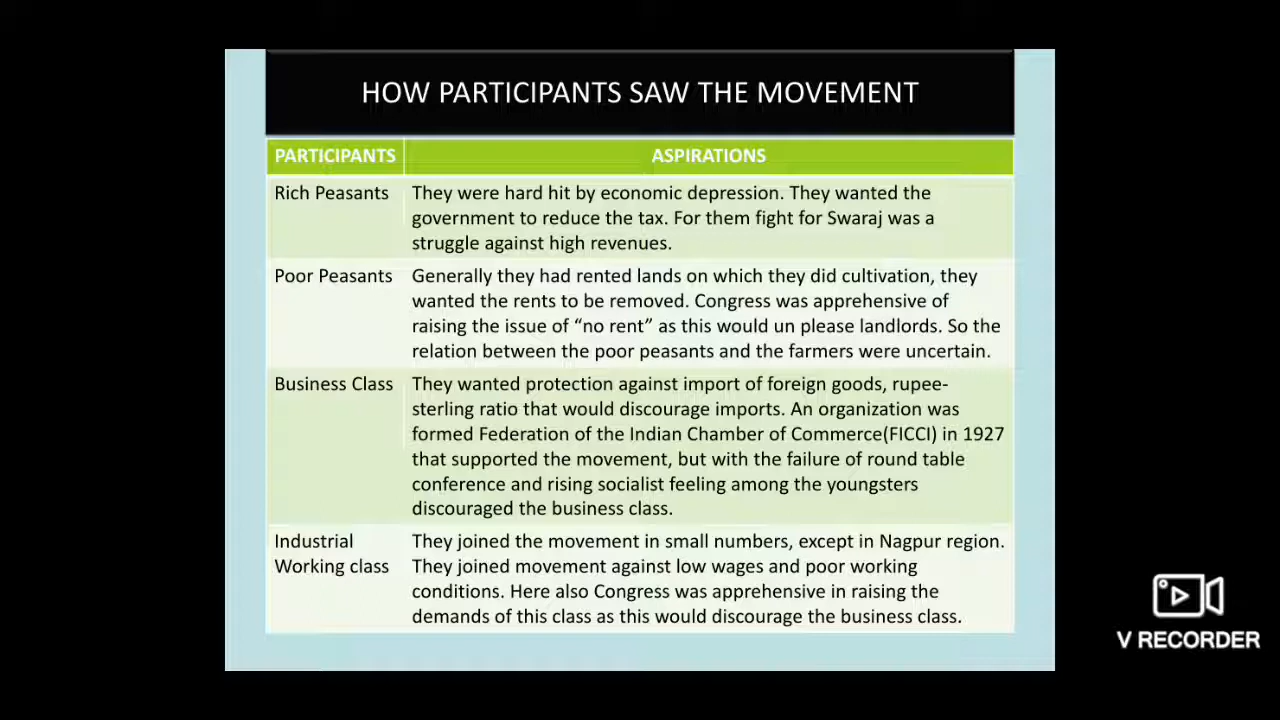 HOW PARTICIPANTS SAW THE MOVEMENT
PARTICIPANTS
ASPIRATIONS
Rich Peasants
They were hard hit by economic depression. They wanted the
government to reduce the tax. For them fight for Swaraj was a
struggle against high revenues.
Poor Peasants
Generally they had rented lands on which they did cultivation, they
wanted the rents to be removed. Congress was apprehensive of
raising the issue of “no rent” as this would un please landlords. So the
relation between the poor peasants and the farmers were uncertain.
Business Class
They wanted protection against import of foreign goods, rupee-
sterling ratio that would discourage imports. An organization was
formed Federation of the Indian Chamber of Commerce(FICCI) in 1927
that supported the movement, but with the failure of round table
conference and rising socialist feeling among the youngsters
discouraged the business class.
Industrial
Working class
They joined the movement in small numbers, except in Nagpur region.
They joined movement against low wages and poor working
conditions. Here also Congress was apprehensive in raising the
demands of this class as this would discourage the business class.
V RECORDER